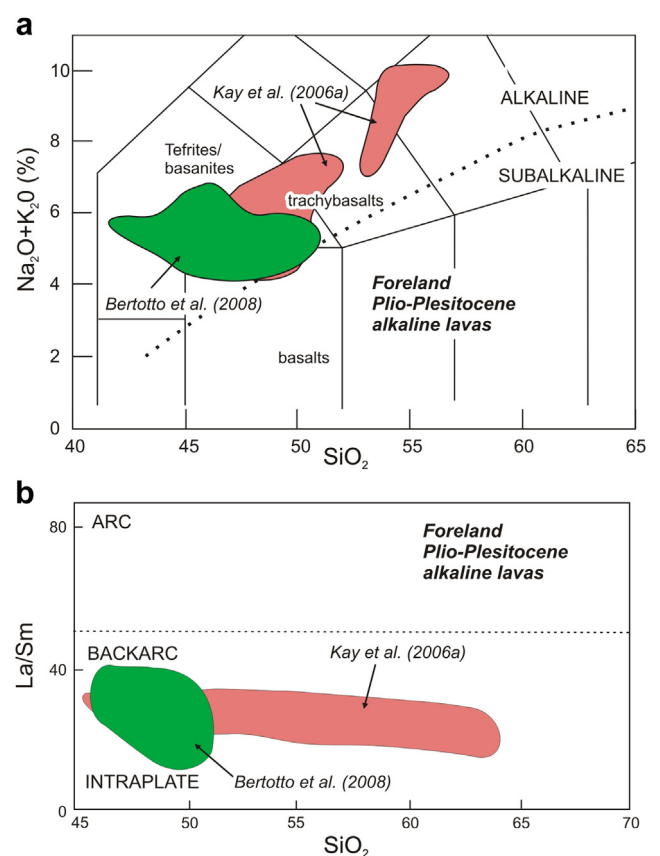 a
10
8
6
4
2
0
Na₂O+K₂0 (%)
Kay et al. (2006a)
ALKALINE
SUBALKALINE
Tefrites/
basanites
trachybasalts
Bertotto et al. (2008)
Foreland
Plio-Plesitocene
alkaline lavas
basalts
40
45
50
55
60
65
SiO₂
b
80
40
0
La/Sm
ARC
Foreland
Plio-Plesitocene
alkaline lavas
BACKARC
Kay et al. (2006a)
INTRAPLATE
Bertotto et al. (2008)
45
50
55
60
65
70
SiO₂